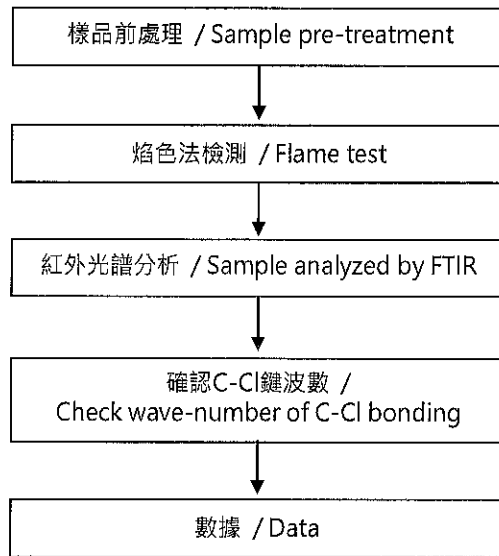 樣品前處理 / Sample pre-treatment
焰色法檢測 / Flame test
紅外光譜分析 / Sample analyzed by FTIR
確認C-Cl鍵波數 /
Check wave-number of C-Cl bonding
數據 / Data